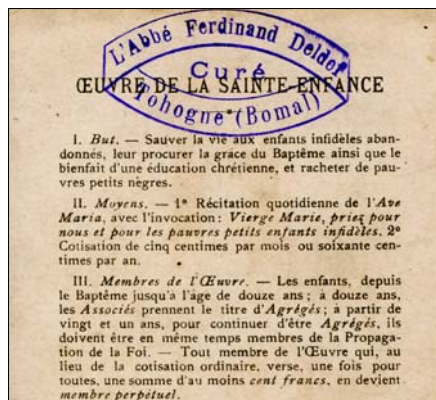 L'Abbé Ferdinand Deldof
Curé
ŒUVRE DE LA SAINTE-ENFANCE
Tohogne (Bomal)
I. But. — Sauver la vie aux enfants infidèles aban-
donnés, leur procurer la grâce du Baptême ainsi que le
bienfait d'une éducation chrétienne, et racheter de pau-
vres petits nègres.
II. Moyens. — 1° Récitation quotidienne de l'Ave
Maria, avec l'invocation : Vierge Marie, priez pour
nous et pour les pauvres petits enfants infidèles. 2°
Cotisation de cinq centimes par mois ou soixante cen-
times par an.
III. Membres de l'Œuvre. — Les enfants, depuis
le Baptême jusqu'à l'âge de douze ans ; à douze ans,
les Associés prennent le titre d'Agrégés ; à partir de
vingt et un ans, pour continuer d'être Agrégés, ils
doivent être en même temps membres de la Propaga-
tion de la Foi. — Tout membre de l'Œuvre qui, au
lieu de la cotisation ordinaire, verse, une fois pour
toutes, une somme d'au moins cent francs, en devient
membre perpétuel.